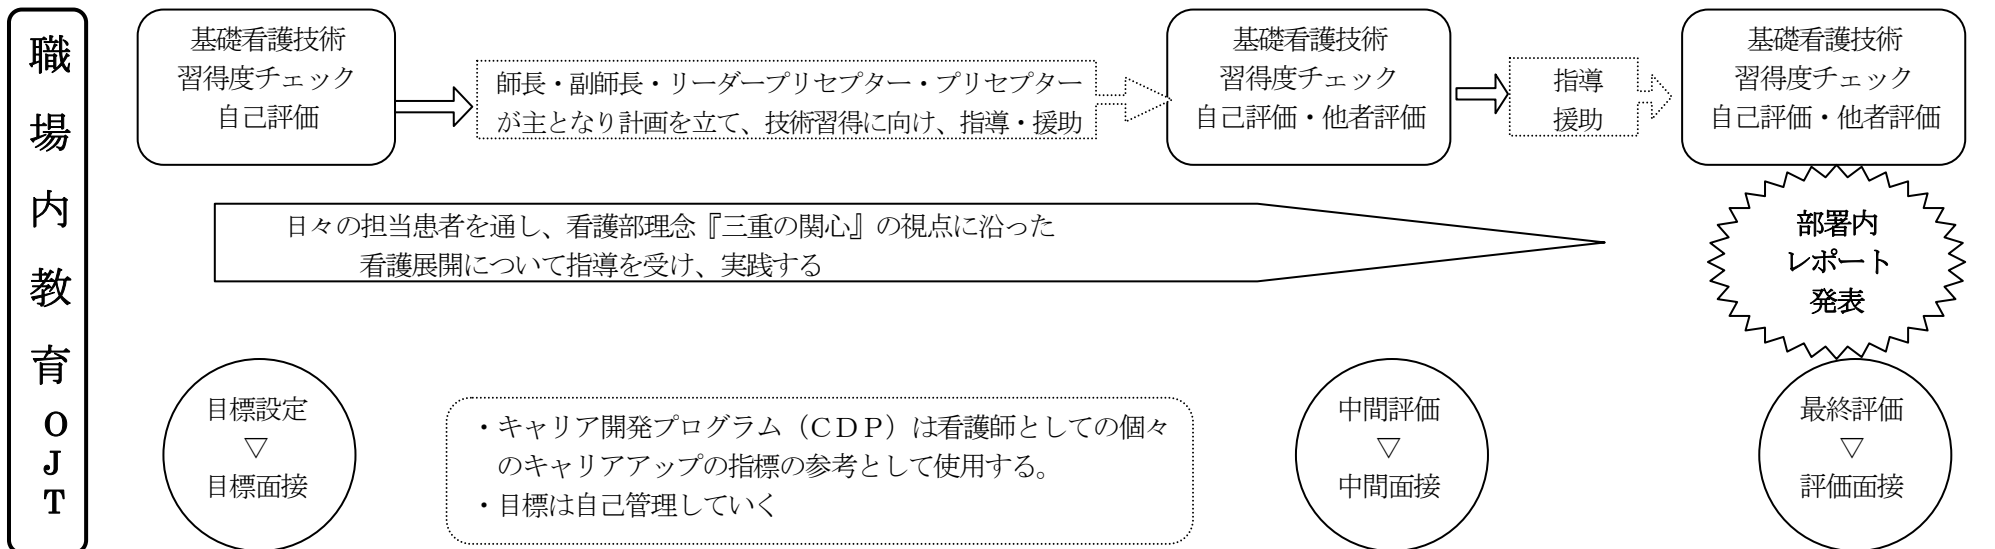 職場内教育OJT
基礎看護技術
習得度チェック
自己評価
師長・副師長・リーダープリセプター・プリセプター
が主となり計画を立て、技術習得に向け、指導・援助
基礎看護技術
習得度チェック
自己評価・他者評価
指導
援助
基礎看護技術
習得度チェック
自己評価・他者評価
日々の担当患者を通し、看護部理念『三重の関心』の視点に沿った
看護展開について指導を受け、実践する
部署内
レポート
発表
目標設定
▽
目標面接
・キャリア開発プログラム（ＣＤＰ）は看護師としての個々
のキャリアアップの指標の参考として使用する。
・目標は自己管理していく
中間評価
▽
中間面接
最終評価
▽
評価面接